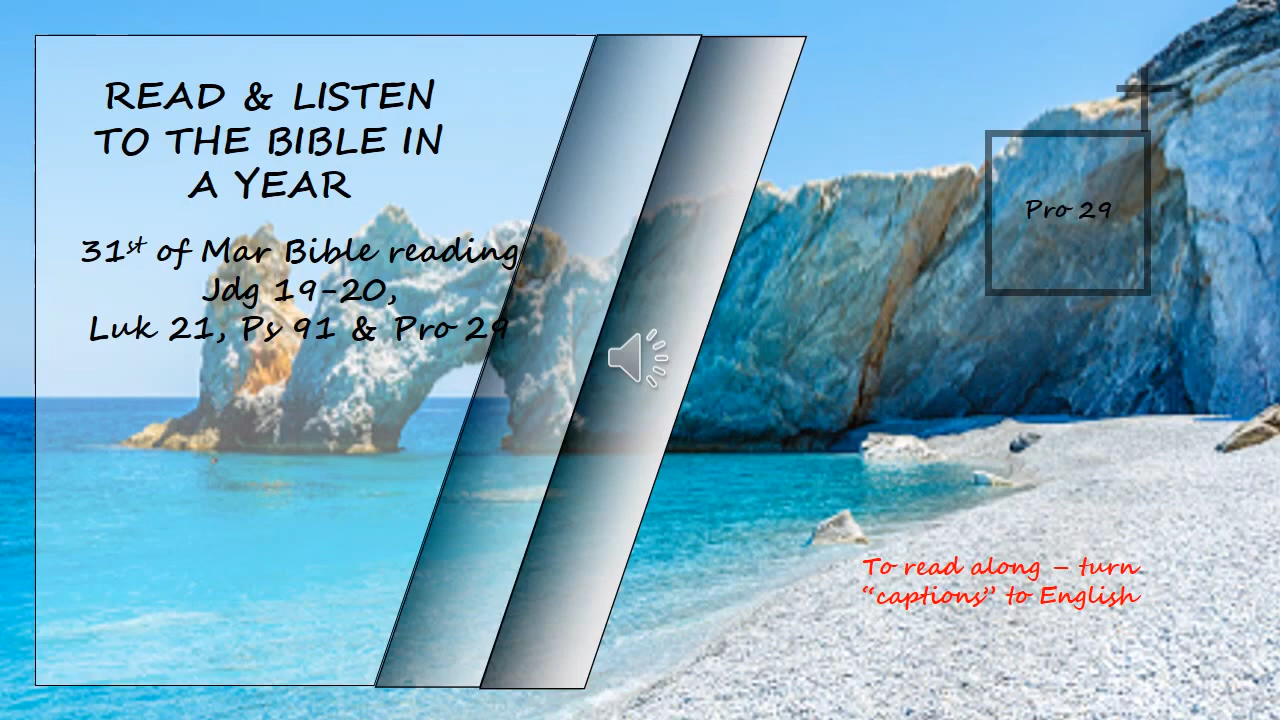 READ & LISTEN
TO THE BIBLE IN
A YEAR
31st of Mar Bible reading
Jdg 19-20,
Luk 21, Ps 91 & Pro 29
Pro 29
To read along – turn
“captions” to English